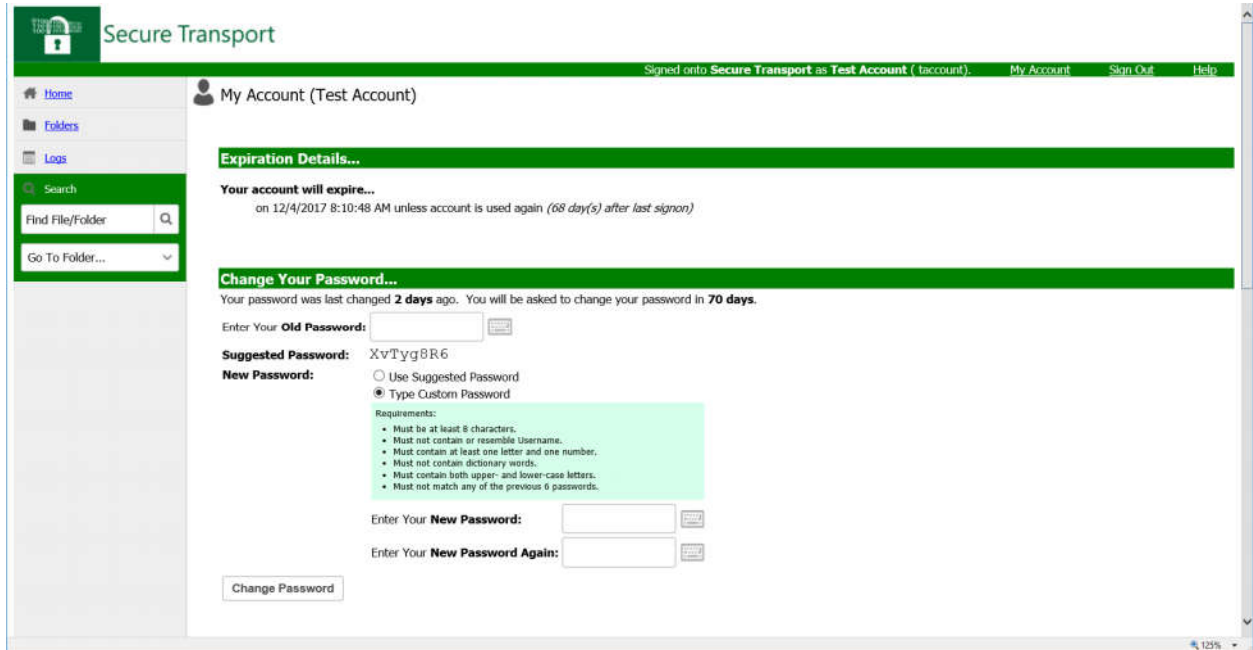 Secure Transport
Signed onto Secure Transport as Test Account ( taccount). My Account Sign Out Help
Home
Folders
Logs
Search
Find File/Folder
Go To Folder...
My Account (Test Account)
Expiration Details...
Your account will expire...
on 12/4/2017 8:10:48 AM unless account is used again (68 day(s) after last signon)
Change Your Password...
Your password was last changed 2 days ago. You will be asked to change your password in 70 days.
Enter Your Old Password:
Suggested Password: XvTyg8R6
New Password: Use Suggested Password
Type Custom Password
Requirements:
• Must be at least 8 characters.
• Must not contain or resemble Username.
• Must contain at least one letter and one number.
• Must not contain dictionary words.
• Must contain both upper- and lower-case letters.
• Must not match any of the previous 6 passwords.
Enter Your New Password:
Enter Your New Password Again:
Change Password
125%